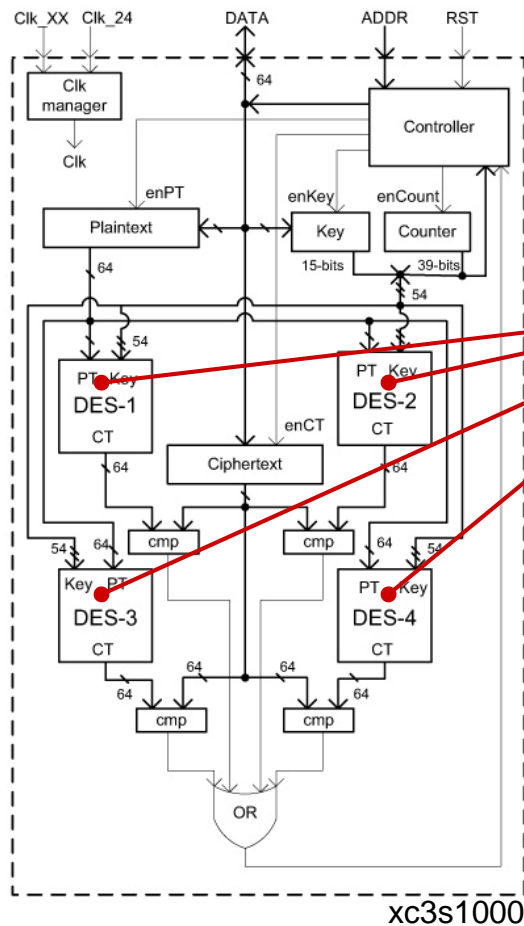 Clk_XX Clk_24 DATA ADDR RST
64
Clk
manager
Controller
Clk
enPT enKey enCount
Plaintext Key Counter
64 15-bits 39-bits
54
54
PT Key PT Key
DES-1 DES-2
CT enCT CT
64 Ciphertext 64
cmp cmp
54 64 64 54
Key PT PT Key
DES-3 DES-4
CT CT
64 64 64 64
cmp cmp
OR
xc3s1000